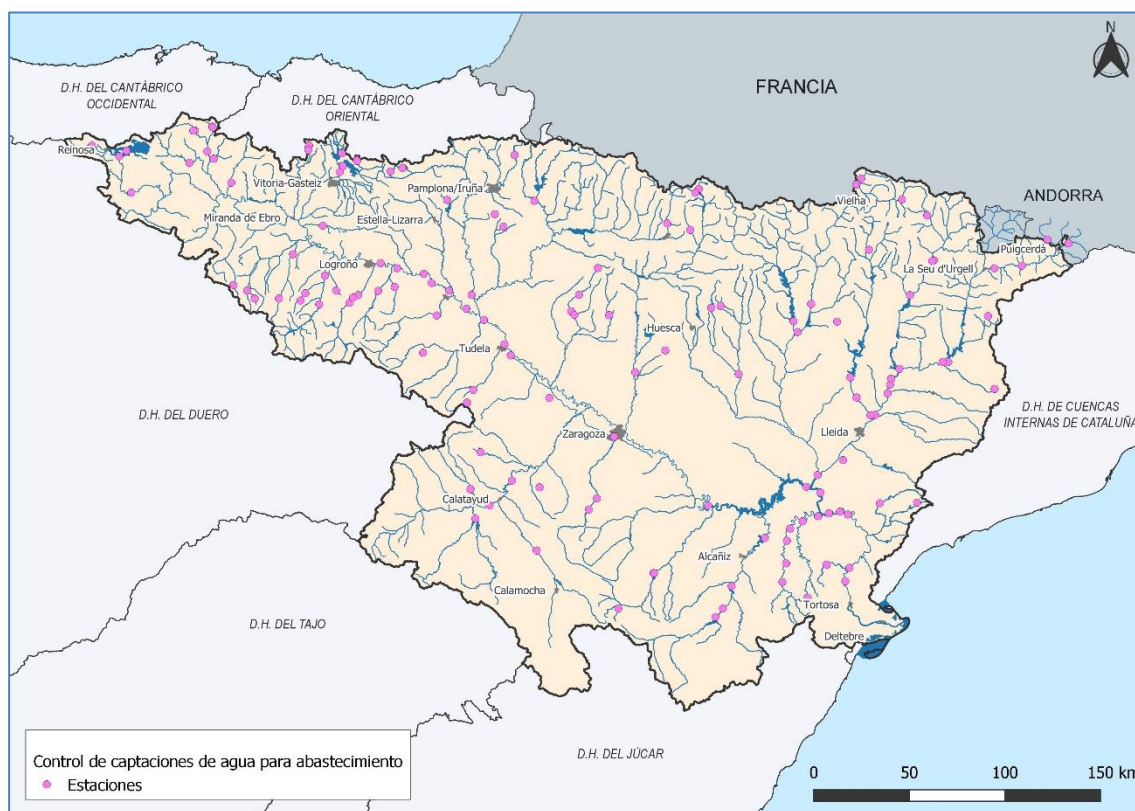 N
FRANCIA
D.H. DEL CANTÁBRICO
OCCIDENTAL
D.H. DEL CANTÁBRICO
ORIENTAL
Reinosa
Vitoria-Gasteiz
Pamplona/Iruña
Vielha
ANDORRA
Miranda de Ebro
Estella-Lizarra
Puigcerdà
Logroño
La Seu d'Urgell
Huesca
Tudela
D.H. DEL DUERO
D.H. DE CUENCAS
INTERNAS DE CATALUÑA
Zaragoza
Lleida
Calatayud
Alcañiz
Calamocha
Tortosa
D.H. DEL TAJO
Deltebre
D.H. DEL JÚCAR
Control de captaciones de agua para abastecimiento
Estaciones
0 50 100 150 km